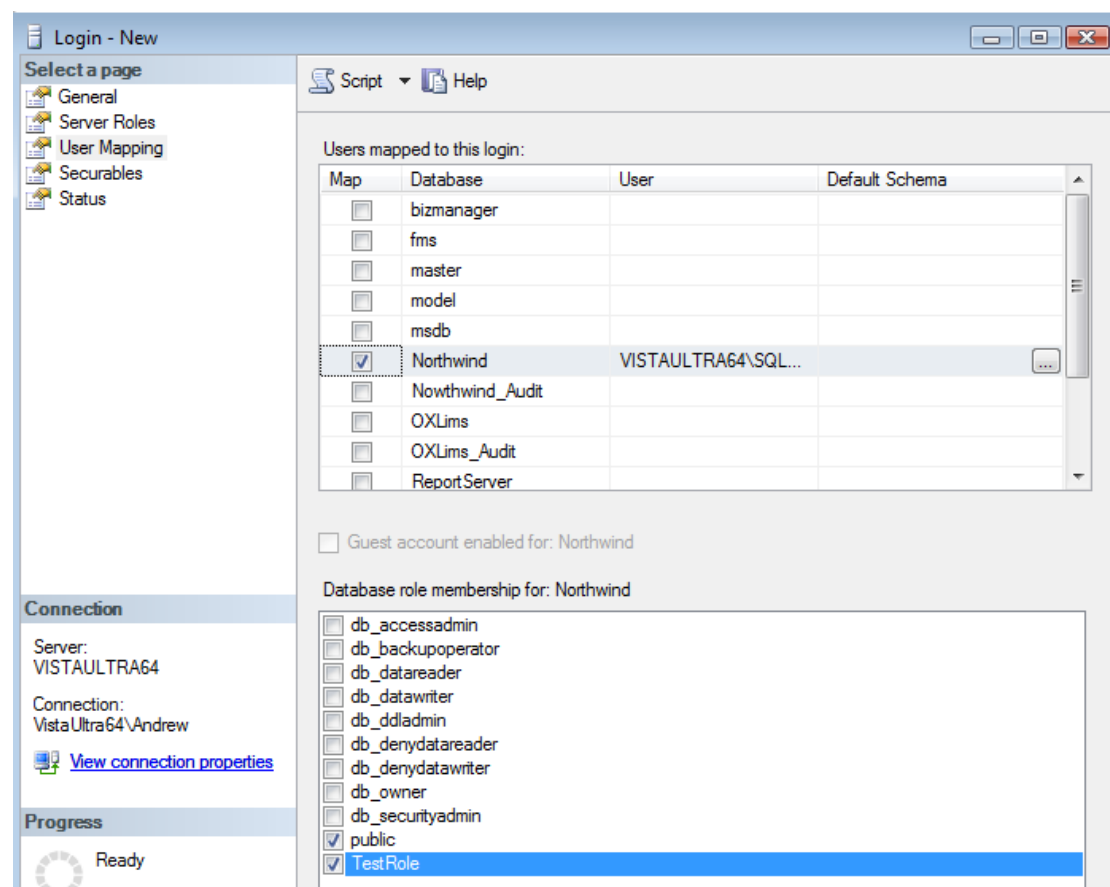 Login - New
Select a page
General
Server Roles
User Mapping
Securables
Status
Script Help
Users mapped to this login:
Map Database User Default Schema
bizmanager
fms
master
model
msdb
Northwind VISTAULTRA64\SQL... ...
Nowthwind_Audit
OXLims
OXLims_Audit
ReportServer
Guest account enabled for: Northwind
Database role membership for: Northwind
db_accessadmin
db_backupoperator
db_datareader
db_datawriter
db_ddladmin
db_denydatareader
db_denydatawriter
db_owner
db_securityadmin
public
TestRole
Connection
Server:
VISTAULTRA64
Connection:
VistaUltra64\Andrew
View connection properties
Progress
Ready